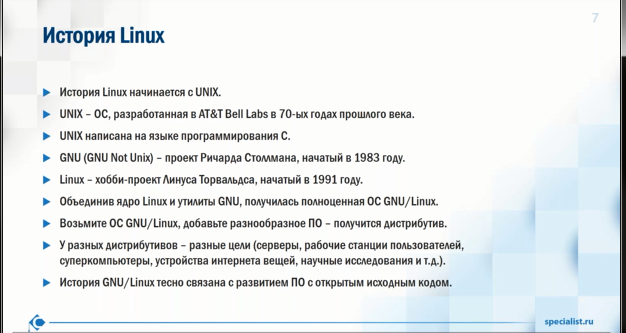 7
История Linux
История Linux начинается с UNIX.
UNIX – ОС, разработанная в AT&T Bell Labs в 70-ых годах прошлого века.
UNIX написана на языке программирования C.
GNU (GNU Not Unix) – проект Ричарда Столлмана, начатый в 1983 году.
Linux – хобби-проект Линуса Торвальдса, начатый в 1991 году.
Объединив ядро Linux и утилиты GNU, получилась полноценная ОС GNU/Linux.
Возьмите ОС GNU/Linux, добавьте разнообразное ПО – получится дистрибутив.
У разных дистрибутивов – разные цели (серверы, рабочие станции пользователей,
суперкомпьютеры, устройства интернета вещей, научные исследования и т.д.).
История GNU/Linux тесно связана с развитием ПО с открытым исходным кодом.
specialist.ru